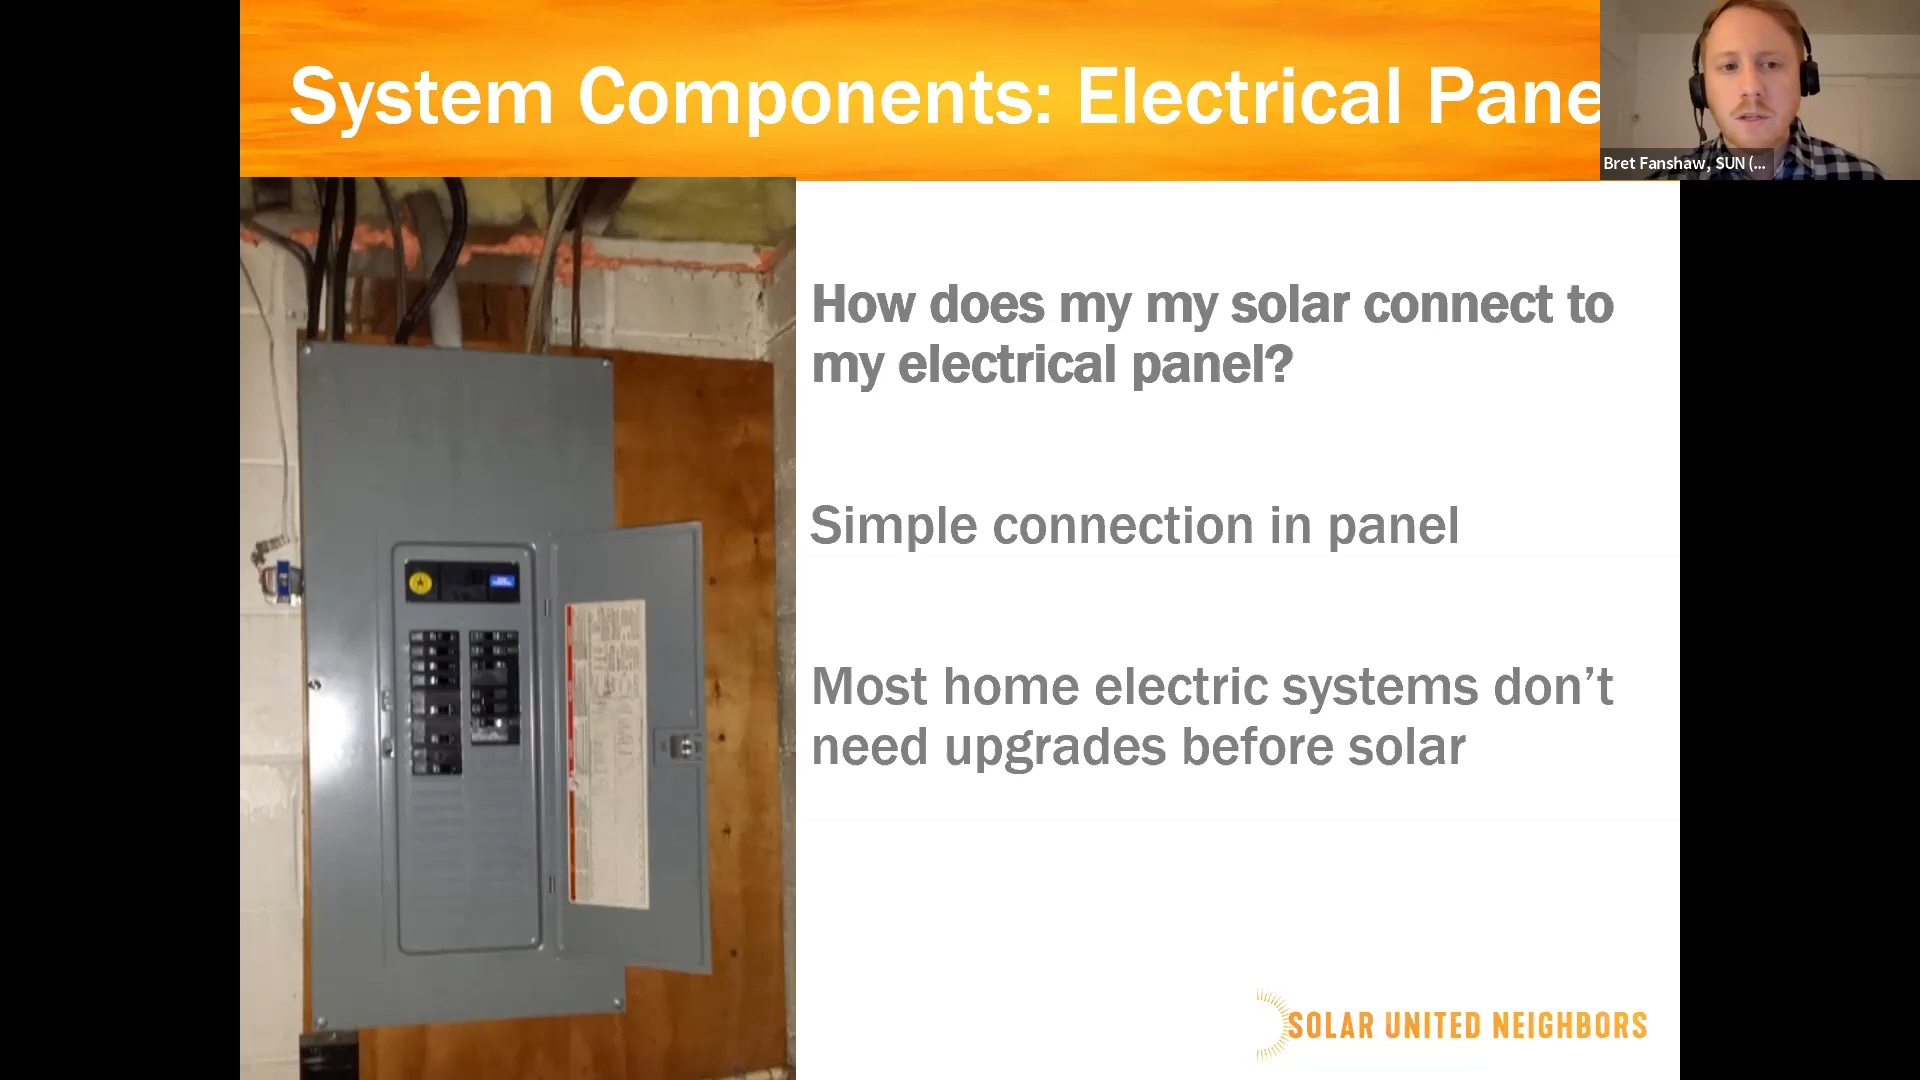 System Components: Electrical Pane
Bret Fanshaw, SUN (...
How does my my solar connect to
my electrical panel?
Simple connection in panel
Most home electric systems don’t
need upgrades before solar
SOLAR UNITED NEIGHBORS